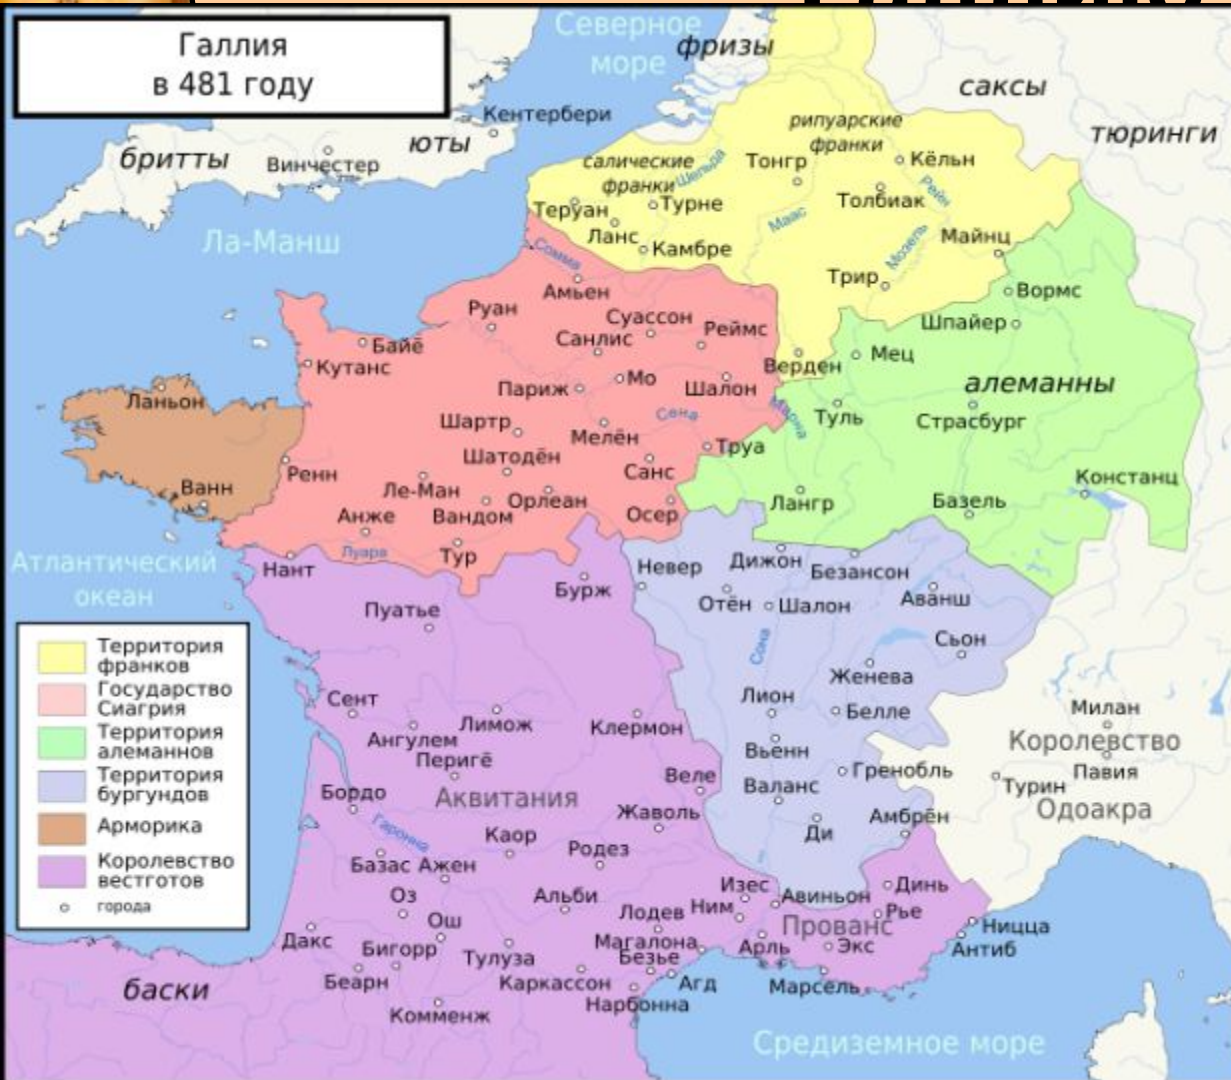 Галлия
в 481 году
Северное
море
фризы
саксы
тюринги
Кентербери
юты
бритты
Винчестер
Ла-Манш
рипуарские
франки
салические
франки
Шельда
Тонгр
Кёльн
Рейн
Толбиак
Теруан
Турне
Маас
Ланс
Камбре
Мозель
Майнц
Трир
Сомма
Амьен
Вормс
Руан
Суассон
Реймс
Шпайер
Санлис
Байё
Кутанс
Верден
Мец
Париж
Мо
Шалон
алеманны
Ланьон
Марна
Туль
Страсбург
Шартр
Сена
Мелён
Труа
Шатодён
Санс
Ренн
Ванн
Ле-Ман
Орлеан
Лангр
Базель
Констанц
Анже
Вандом
Осер
Атлантический
океан
Луара
Тур
Нант
Невер
Дижон
Безансон
Бурж
Отён
Шалон
Аванш
Пуатье
Сона
Сьон
Женева
Территория
франков
Государство
Сиагрия
Территория
алеманнов
Территория
бургундов
Арморика
Королевство
вестготов
города
Сент
Лимож
Клермон
Лион
Белле
Милан
Ангулем
Королевство
Вьенн
Перигё
Веле
Гренобль
Павия
Турин
Бордо
Аквитания
Валанс
Одоакра
Жаволь
Амбрён
Гаронна
Каор
Ди
Родез
Базас
Ажен
Изес
Авиньон
Динь
Оз
Альби
Ним
Рье
Лодев
Ош
Прованс
Ницца
Дакс
Бигорр
Магалона
Арль
Экс
Антиб
Тулуза
Безье
Беарн
Каркассон
Агд
Марсель
баски
Нарбонна
Комменж
Средиземное море